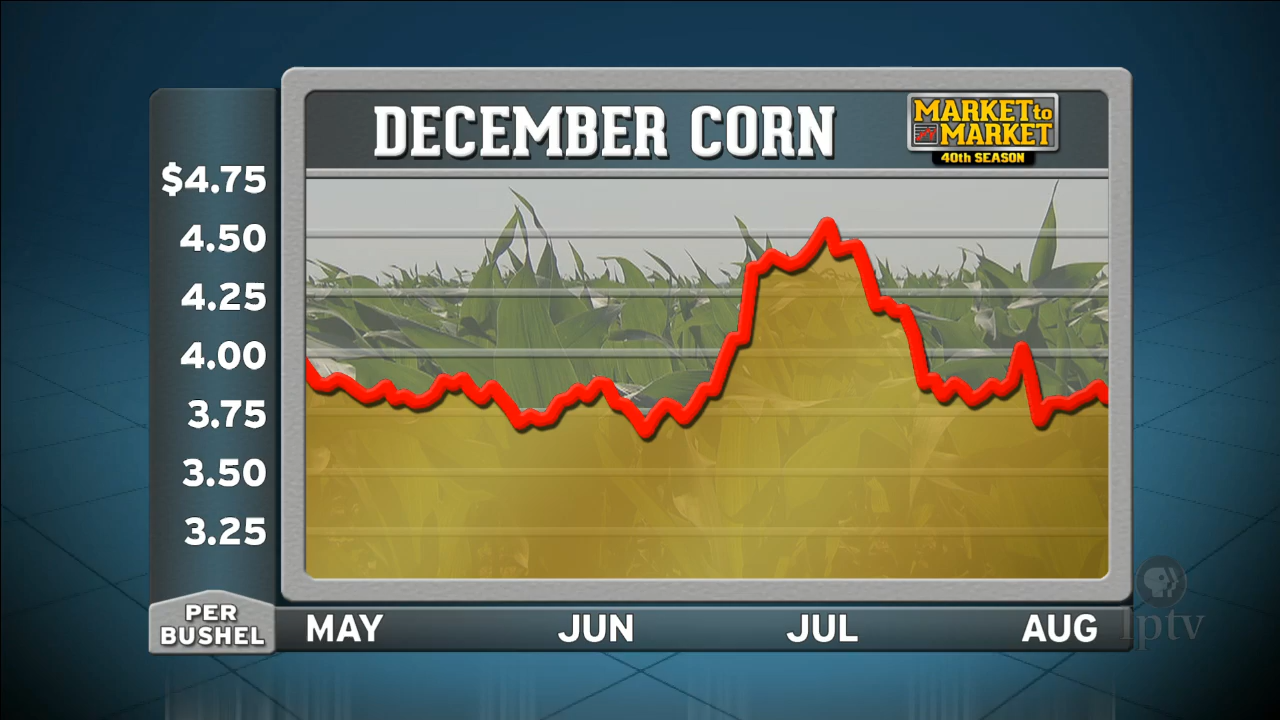 DECEMBER CORN
MARKET to
MARKET
40th SEASON
$4.75
4.50
4.25
4.00
3.75
3.50
3.25
PER
BUSHEL
MAY JUN JUL AUG
iptv